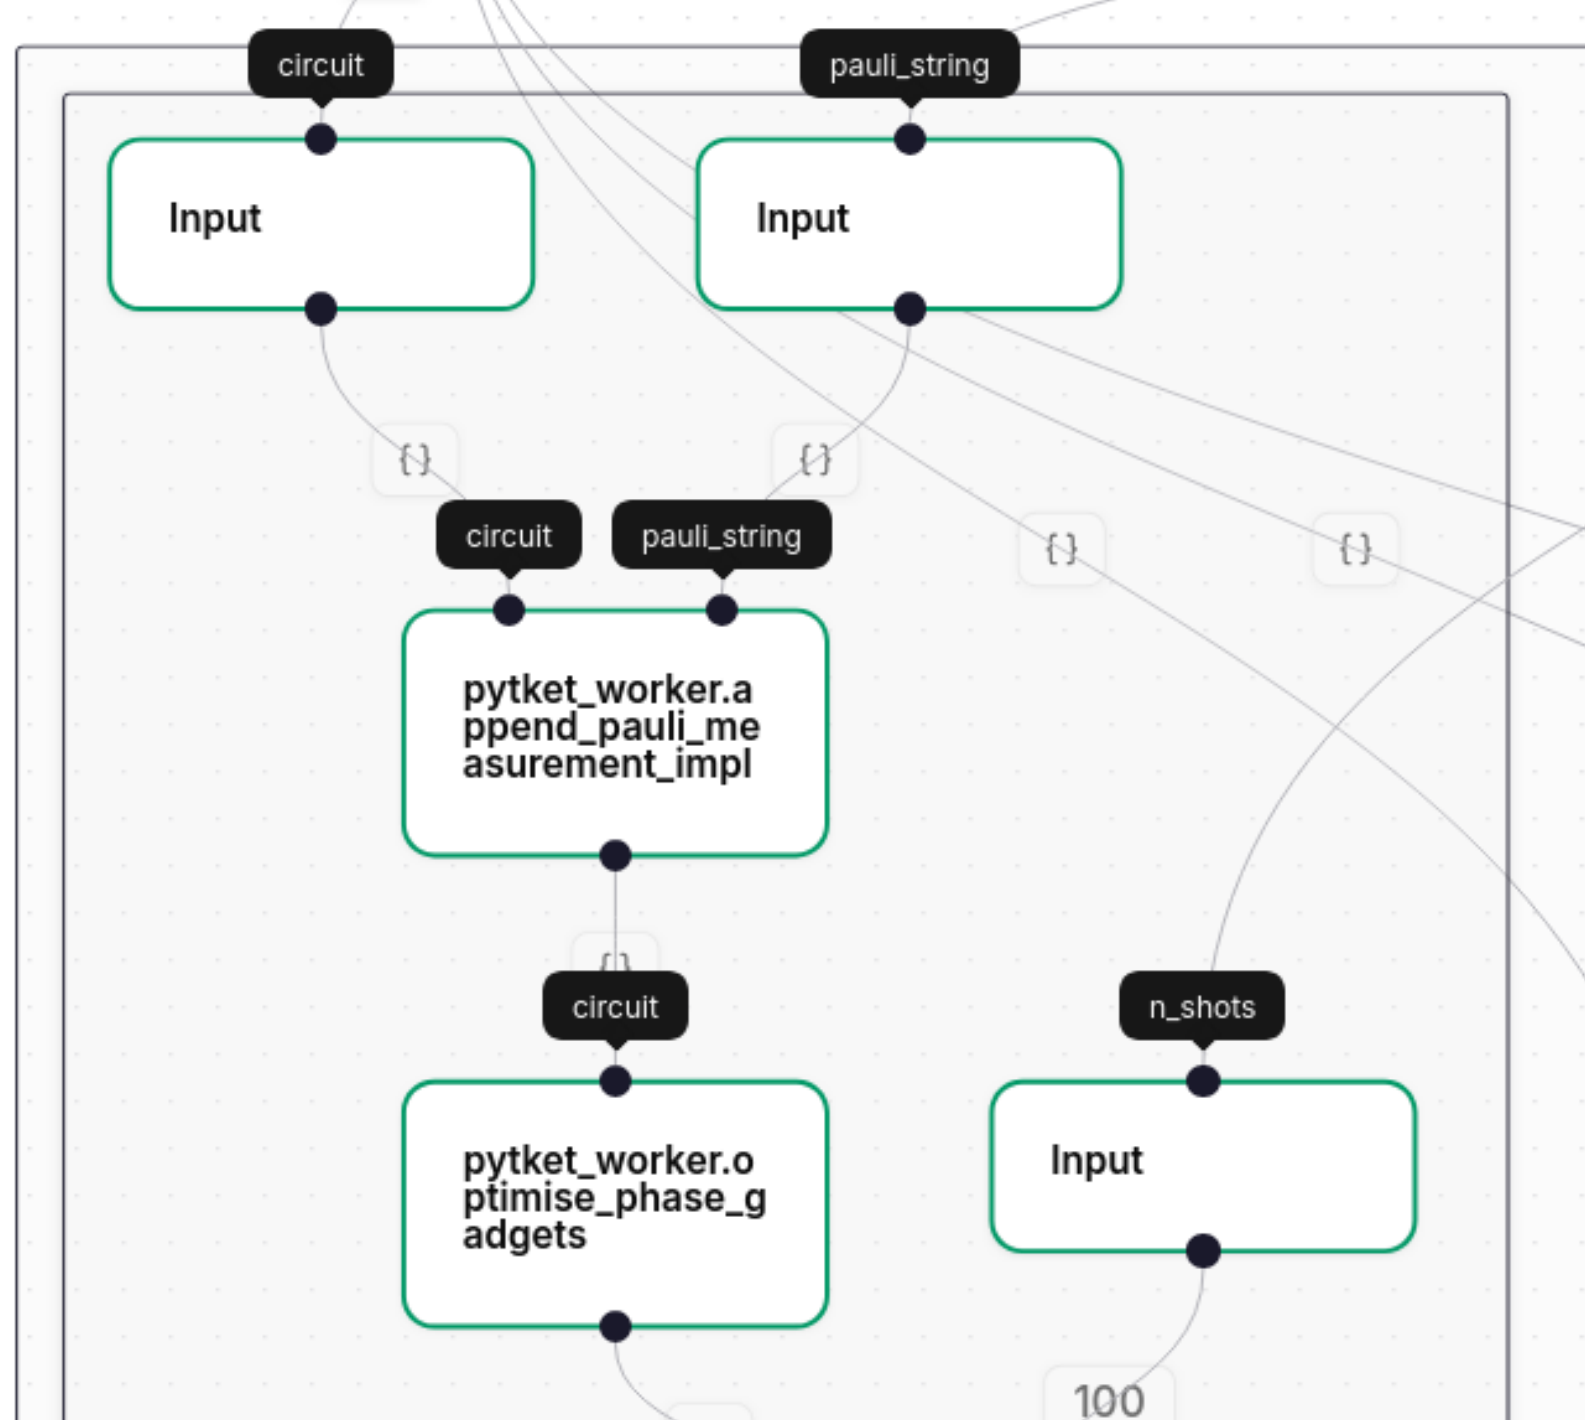 circuit
pauli_string
Input
Input
{}
{}
circuit
pauli_string
{}
{}
pytket_worker.a
ppend_pauli_me
asurement_impl
{}
circuit
n_shots
pytket_worker.o
ptimise_phase_g
adgets
Input
100